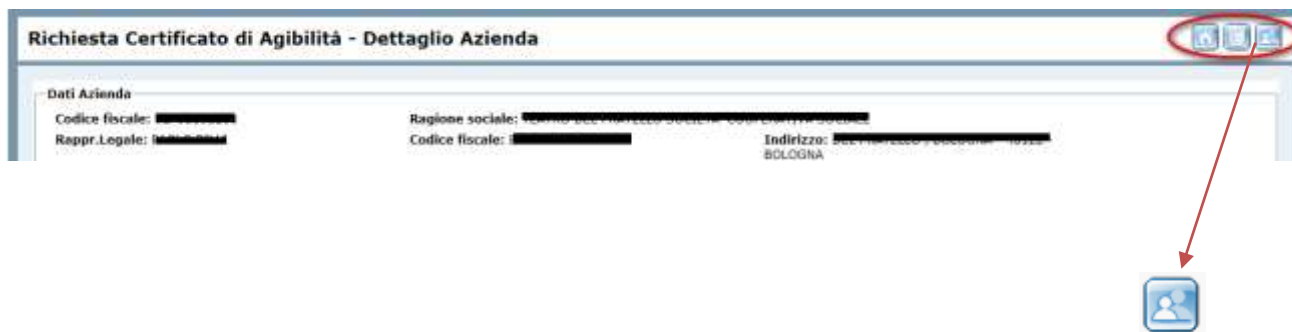 Richiesta Certificato di Agibilità - Dettaglio Azienda
Dati Azienda
Codice fiscale: Ragione sociale:
Rappr.Legale: Codice fiscale: Indirizzo:
BOLOGNA